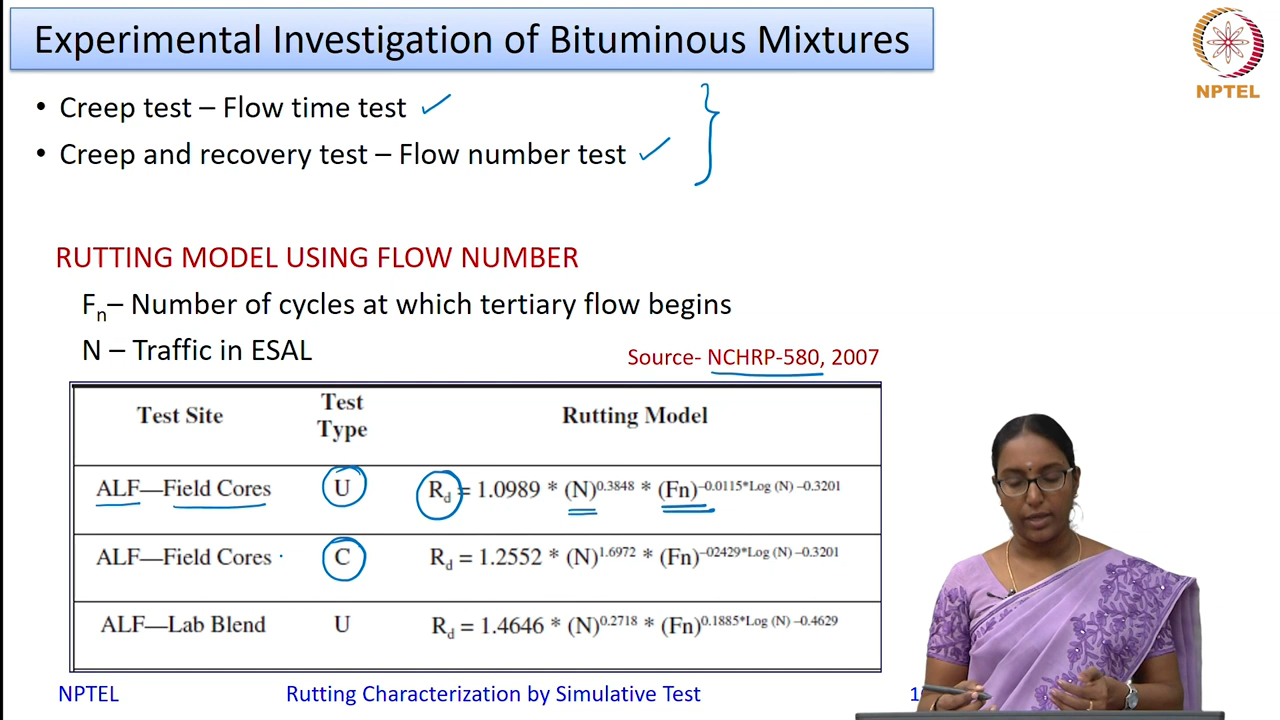 Experimental Investigation of Bituminous Mixtures
NPTEL
• Creep test – Flow time test
• Creep and recovery test – Flow number test
RUTTING MODEL USING FLOW NUMBER
Fn– Number of cycles at which tertiary flow begins
N – Traffic in ESAL
Source- NCHRP-580, 2007
Test Site Test Type Rutting Model
ALF—Field Cores U Rd = 1.0989 * (N)^0.3848 * (Fn)^–0.0115*Log (N) –0.3201
ALF—Field Cores C Rd = 1.2552 * (N)^1.6972 * (Fn)^–02429*Log (N) –0.3201
ALF—Lab Blend U Rd = 1.4646 * (N)^0.2718 * (Fn)^0.1885*Log (N) –0.4629
NPTEL Rutting Characterization by Simulative Test